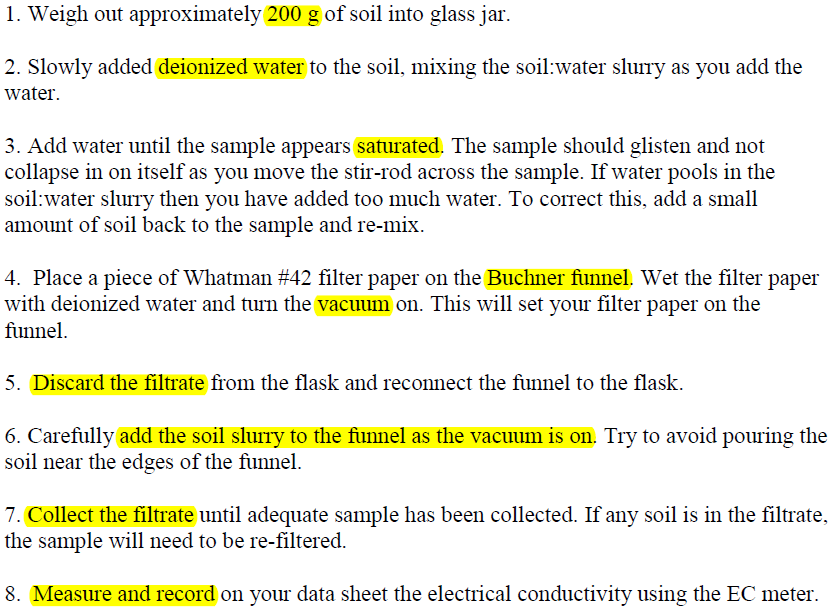 1. Weigh out approximately 200 g of soil into glass jar.
2. Slowly added deionized water to the soil, mixing the soil:water slurry as you add the
water.
3. Add water until the sample appears saturated. The sample should glisten and not
collapse in on itself as you move the stir-rod across the sample. If water pools in the
soil:water slurry then you have added too much water. To correct this, add a small
amount of soil back to the sample and re-mix.
4. Place a piece of Whatman #42 filter paper on the Buchner funnel. Wet the filter paper
with deionized water and turn the vacuum on. This will set your filter paper on the
funnel.
5. Discard the filtrate from the flask and reconnect the funnel to the flask.
6. Carefully add the soil slurry to the funnel as the vacuum is on. Try to avoid pouring the
soil near the edges of the funnel.
7. Collect the filtrate until adequate sample has been collected. If any soil is in the filtrate,
the sample will need to be re-filtered.
8. Measure and record on your data sheet the electrical conductivity using the EC meter.